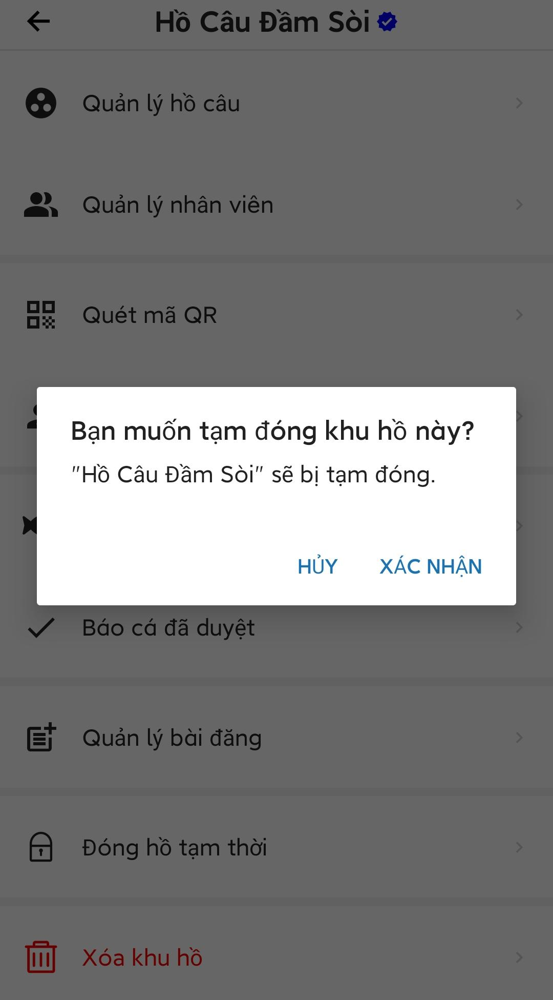 Hồ Câu Đầm Sòi
Quản lý hồ câu
Quản lý nhân viên
Quét mã QR
Bạn muốn tạm đóng khu hồ này?
"Hồ Câu Đầm Sòi" sẽ bị tạm đóng.
HỦY XÁC NHẬN
Báo cá đã duyệt
Quản lý bài đăng
Đóng hồ tạm thời
Xóa khu hồ